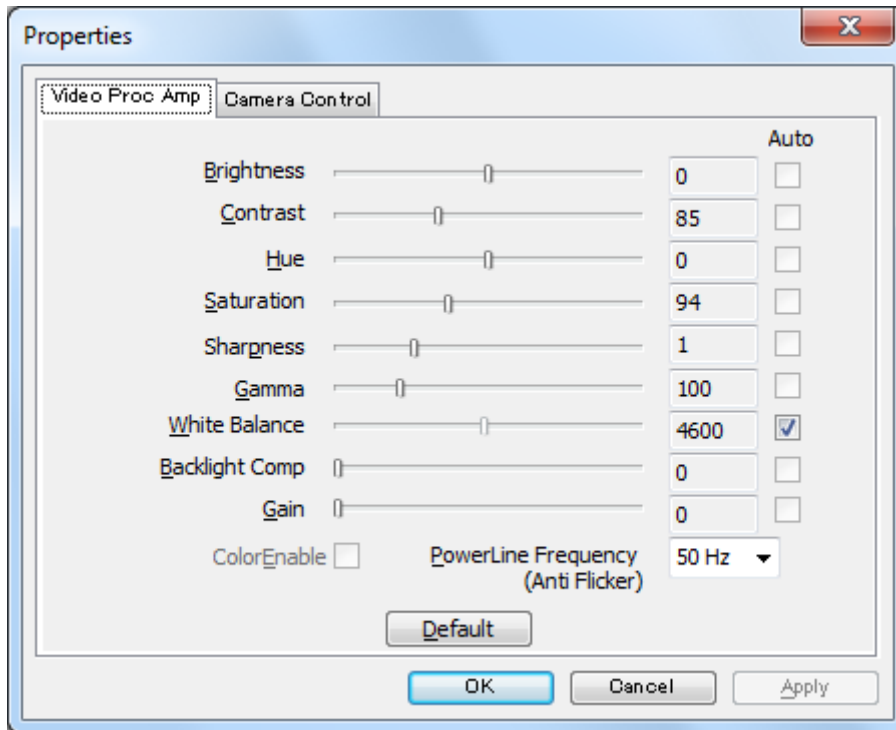 Properties
Video Proc Amp
Camera Control
Auto
Brightness 0
Contrast 85
Hue 0
Saturation 94
Sharpness 1
Gamma 100
White Balance 4600
Backlight Comp 0
Gain 0
ColorEnable
PowerLine Frequency 50 Hz
(Anti Flicker)
Default
OK
Cancel
Apply